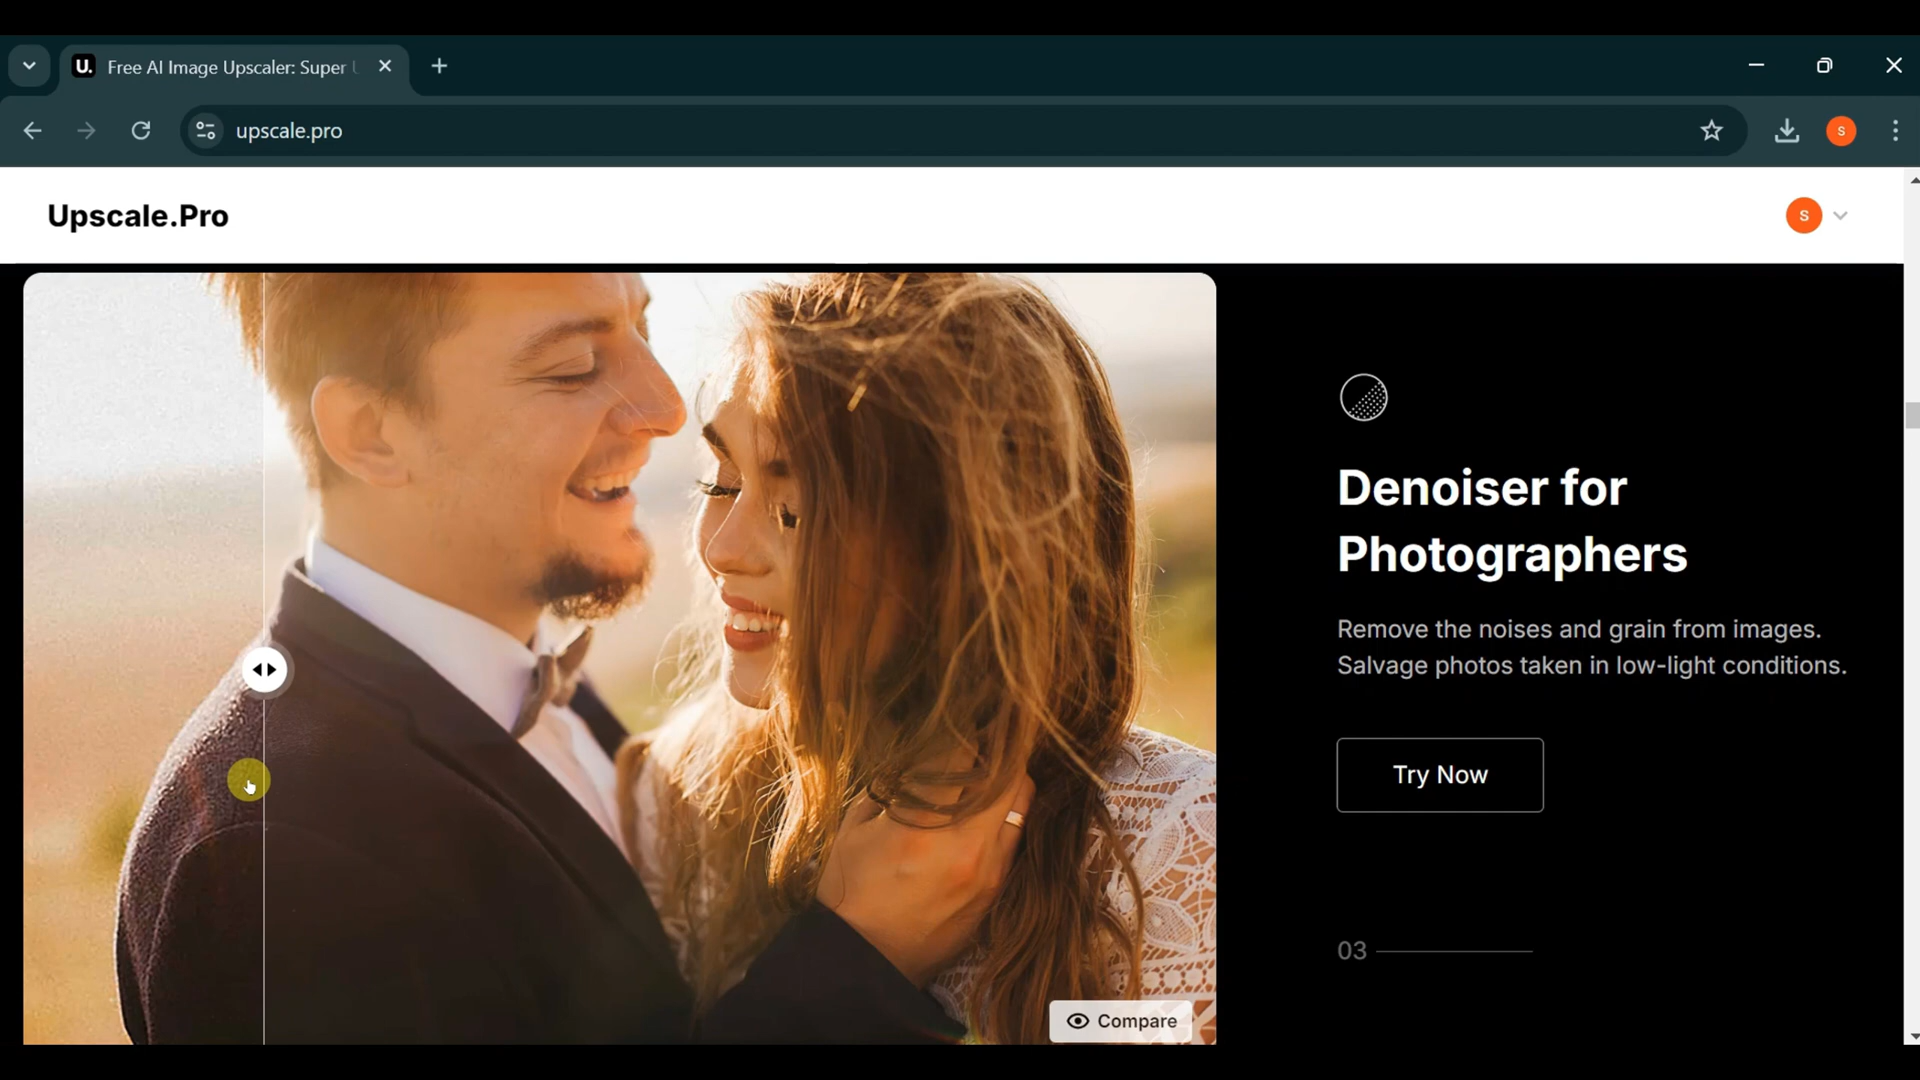 U. Free AI Image Upscaler: Super
upscale.pro
S
Upscale.Pro
S
Denoiser for
Photographers
Remove the noises and grain from images.
Salvage photos taken in low-light conditions.
Try Now
03
Compare